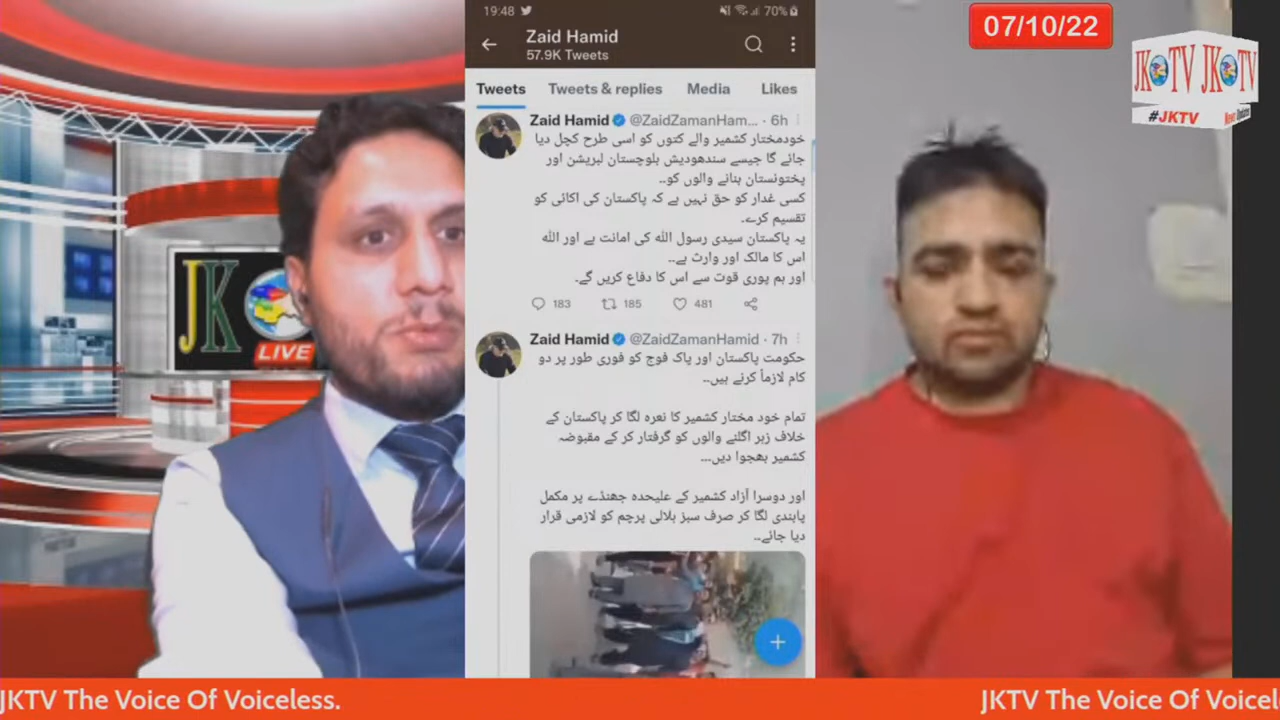 19:48
70%
Zaid Hamid
57.9K Tweets
Tweets
Tweets & replies
Media
Likes
Zaid Hamid @ZaidZamanHam... · 6h
خودمختار کشمیر والے کتوں کو اسی طرح کچل دیا
جائے گا جیسے سندھودیش بلوچستان لبریشن اور
پختونستان بنانے والوں کو۔۔
کسی غدار کو حق نہیں ہے کہ پاکستان کی اکائی کو
تقسیم کرے۔
یہ پاکستان سیدی رسول اللہ کی امانت ہے اور اللہ
اس کا مالک اور وارث ہے۔۔
اور ہم پوری قوت سے اس کا دفاع کریں گے۔
183
185
481
Zaid Hamid @ZaidZamanHamid · 7h
حکومت پاکستان اور پاک فوج کو فوری طور پر دو
کام لازماً کرنے ہیں۔۔
تمام خود مختار کشمیر کا نعرہ لگا کر پاکستان کے
خلاف زہر اگلنے والوں کو گرفتار کر کے مقبوضہ
کشمیر بھجوا دیں۔۔۔
اور دوسرا آزاد کشمیر کے علیحدہ جھنڈے پر مکمل
پابندی لگا کر صرف سبز ہلالی پرچم کو لازمی قرار
دیا جائے۔۔
07/10/22
JK TV JK TV
#JKTV
JK
LIVE
JKTV The Voice Of Voiceless.
JKTV The Voice Of Voicel